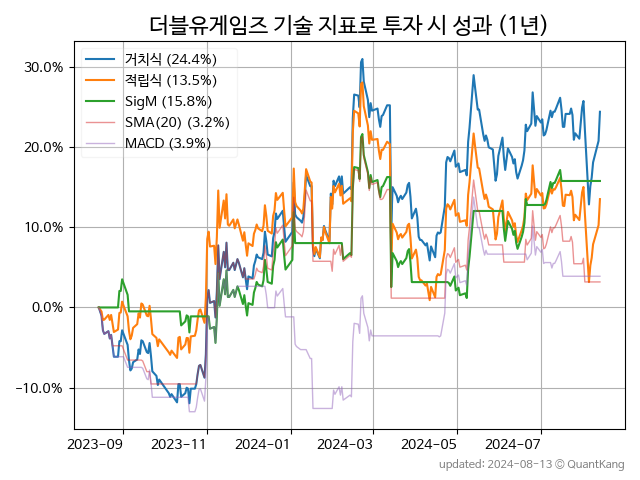 더블유게임즈 기술 지표로 투자 시 성과 (1년)
거치식 (24.4%)
적립식 (13.5%)
SigM (15.8%)
SMA(20) (3.2%)
MACD (3.9%)
30.0%
20.0%
10.0%
0.0%
−10.0%
2023-09 2023-11 2024-01 2024-03 2024-05 2024-07
updated: 2024-08-13 © QuantKang